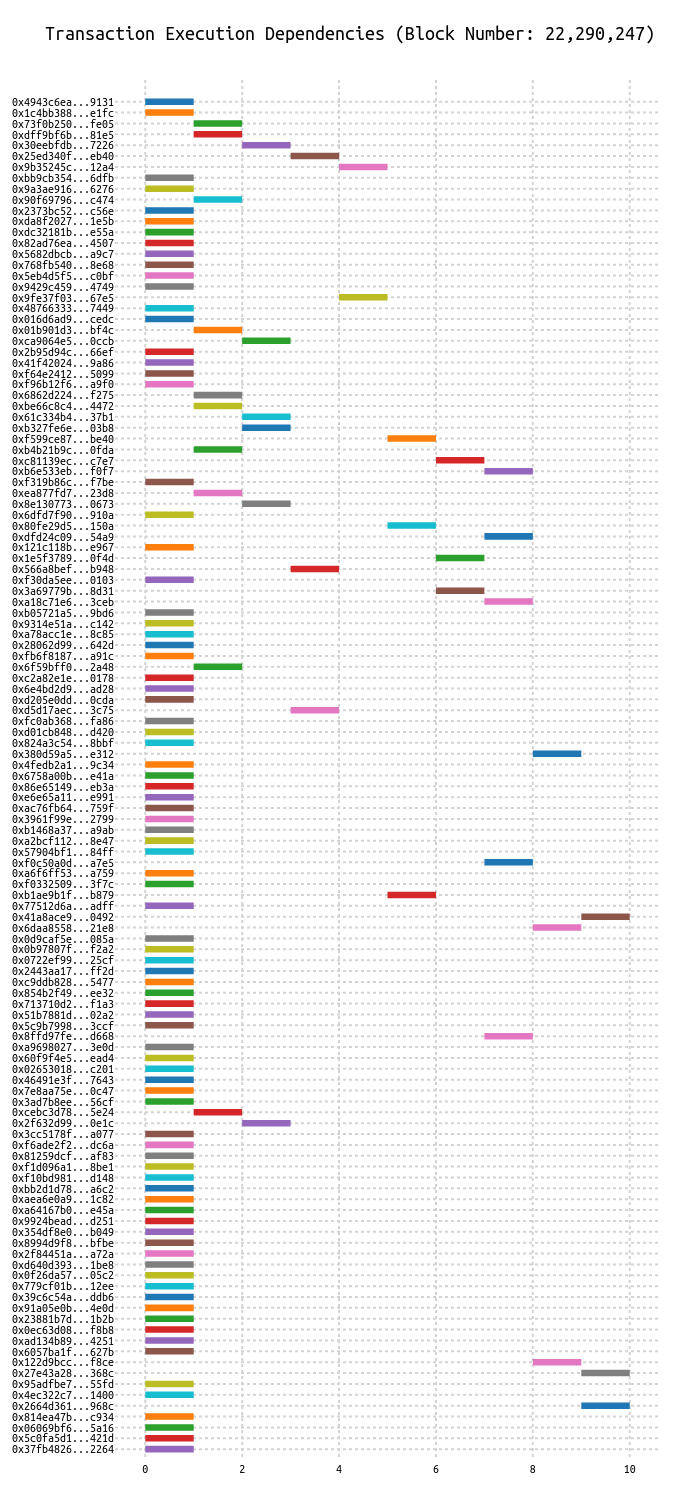 Transaction Execution Dependencies (Block Number: 22,290,247)
0x4943c6ea...9131
0x1c4bb388...e1fc
0x73f0b250...fe05
0xdff9bf6b...81e5
0x30eebfdb...7226
0x25ed340f...eb40
0x9b35245c...12a4
0xbb9cb354...6dfb
0x9a3ae916...6276
0x90f69796...c474
0x2373bc52...c56e
0xda8f2027...1e5b
0xdc32181b...e55a
0x82ad76ea...4507
0x5682dbcb...a9c7
0x768fb540...8e68
0x5eb4d5f5...c0bf
0x9429c459...4749
0x9fe37f03...67e5
0x48766333...7449
0x016d6ad9...cedc
0x01b901d3...bf4c
0xca9064e5...0ccb
0x2b95d94c...66ef
0x41f42024...9a86
0xf64e2412...5099
0xf96b12f6...a9f0
0x6862d224...f275
0xbe66c8c4...4472
0x61c334b4...37b1
0xb327fe6e...03b8
0xf599ce87...be40
0xb4b21b9c...0fda
0xc81139ec...c7e7
0xb6e533eb...f0f7
0xf319b86c...f7be
0xea877fd7...23d8
0x8e130773...0673
0x6dfd7f90...910a
0x80fe29d5...150a
0xdfd24c09...54a9
0x121c118b...e967
0x1e5f3789...0f4d
0x566a8bef...b948
0xf30da5ee...0103
0x3a69779b...8d31
0xa18c71e6...3ceb
0xb05721a5...9bd6
0x9314e51a...c142
0xa78acc1e...8c85
0x28062d99...642d
0xfb6f8187...a91c
0x6f59bff0...2a48
0xc2a82e1e...0178
0x6e4bd2d9...ad28
0xd205e0dd...0cda
0xd5d17aec...3c75
0xfc0ab368...fa86
0xd01cb848...d420
0x824a3c54...8bbf
0x380d59a5...e312
0x4fedb2a1...9c34
0x6758a00b...e41a
0x86e65149...eb3a
0xe6e65a11...e991
0xac76fb64...759f
0x3961f99e...2799
0xb1468a37...a9ab
0xa2bcf112...8e47
0x57904bf1...84ff
0xf0c50a0d...a7e5
0xa6f6ff53...a759
0xf0332509...3f7c
0xb1ae9b1f...b879
0x77512d6a...adff
0x41a8ace9...0492
0x6daa8558...21e8
0x0d9caf5e...085a
0x0b97807f...f2a2
0x0722ef99...25cf
0x2443aa17...ff2d
0xc9ddb828...5477
0x854b2f49...ee32
0x713710d2...f1a3
0x51b7881d...02a2
0x5c9b7998...3ccf
0x8ffd97fe...d668
0xa9698027...3e0d
0x60f9f4e5...ead4
0x02653018...c201
0x46491e3f...7643
0x7e8aa75e...0c47
0x3ad7b8ee...56cf
0xcebc3d78...5e24
0x2f632d99...0e1c
0x3cc5178f...a077
0xf6ade2f2...dc6a
0x81259dcf...af83
0xf1d096a1...8be1
0xf10bd981...d148
0xbb2d1d78...a6c2
0xaea6e0a9...1c82
0xa64167b0...e45a
0x9924bead...d251
0x354df8e0...b049
0x8994d9f8...bfbe
0x2f84451a...a72a
0xd640d393...1be8
0x0f26da57...05c2
0x779cf01b...12ee
0x39c6c54a...ddb6
0x91a05e0b...4e0d
0x23881b7d...1b2b
0x0ec63d08...f8b8
0xad134b89...4251
0x6057ba1f...627b
0x122d9bcc...f8ce
0x27e43a28...368c
0x95adfbe7...55fd
0x4ec322c7...1400
0x2664d361...968c
0x814ea47b...c934
0x06069bf6...5a16
0x5c0fa5d1...421d
0x37fb4826...2264
0 2 4 6 8 10